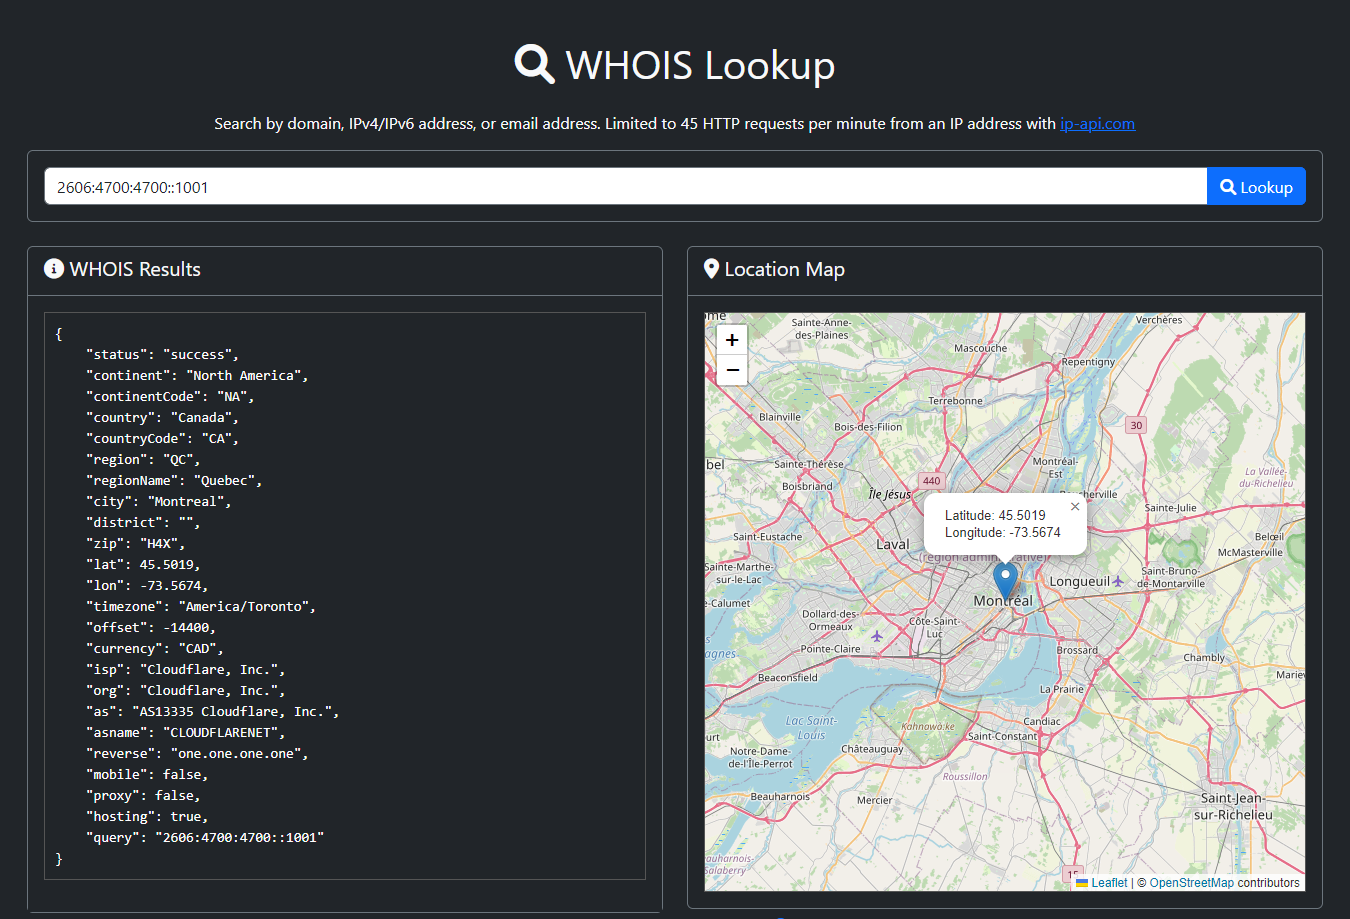 WHOIS Lookup
Search by domain, IPv4/IPv6 address, or email address. Limited to 45 HTTP requests per minute from an IP address with ip-api.com
2606:4700:4700::1001
Lookup
WHOIS Results
{
    "status": "success",
    "continent": "North America",
    "continentCode": "NA",
    "country": "Canada",
    "countryCode": "CA",
    "region": "QC",
    "regionName": "Quebec",
    "city": "Montreal",
    "district": "",
    "zip": "H4X",
    "lat": 45.5019,
    "lon": -73.5674,
    "timezone": "America/Toronto",
    "offset": -14400,
    "currency": "CAD",
    "isp": "Cloudflare, Inc.",
    "org": "Cloudflare, Inc.",
    "as": "AS13335 Cloudflare, Inc.",
    "asname": "CLOUDFLARENET",
    "reverse": "one.one.one.one",
    "mobile": false,
    "proxy": false,
    "hosting": true,
    "query": "2606:4700:4700::1001"
}
Location Map
+
−
Sainte-Anne-
des-Plaines
Verchères
Mascouche
Repentigny
Terrebonne
Blainville
Bois-des-Filion
30
Sainte-Thérèse
Montréal-
Est
La Vallée-
du-Richelieu
Boisbriand
440
Île Jésus
Latitude: 45.5019
Longitude: -73.5674
×
Sainte-Julie
Saint-Eustache
Laval
Belœil
McMasterville
(région administrative)
Sainte-Marthe-
sur-le-Lac
Longueuil
Saint-Bruno-
de-Montarville
Montréal
Dollard-des-
Ormeaux
Côte-Saint-
Luc
Pointe-Claire
Brossard
Chambly
Beaconsfield
La Prairie
Lac Saint-
Louis
Kahnawà:ke
Candiac
Saint-Constant
Notre-Dame-
de-l'Île-Perrot
Châteauguay
Roussillon
Beauharnois
Mercier
Saint-Jean-
sur-Richelieu
Leaflet | © OpenStreetMap contributors